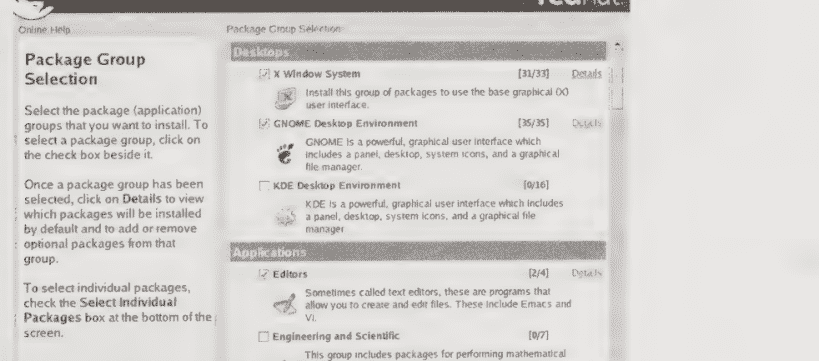 redhat.
Online Help
Package Group
Selection
Select the package (application)
groups that you want to install. To
select a package group, click on
the check box beside it.
Once a package group has been
selected, click on Details to view
which packages will be installed
by default and to add or remove
optional packages from that
group.
To select individual packages,
check the Select Individual
Packages box at the bottom of the
screen.
Package Group Selection
Desktops
X Window System [31/33] Details
Install this group of packages to use the base graphical (X)
user interface.
GNOME Desktop Environment [35/35] Details
GNOME is a powerful, graphical user interface which
includes a panel, desktop, system icons, and a graphical
file manager.
KDE Desktop Environment [0/16]
KDE is a powerful, graphical user interface which includes
a panel, desktop, system icons, and a graphical file
manager
Applications
Editors [2/4] Details
Sometimes called text editors, these are programs that
allow you to create and edit files. These include Emacs and
Vi.
Engineering and Scientific [0/7]
This group includes packages for performing mathematical